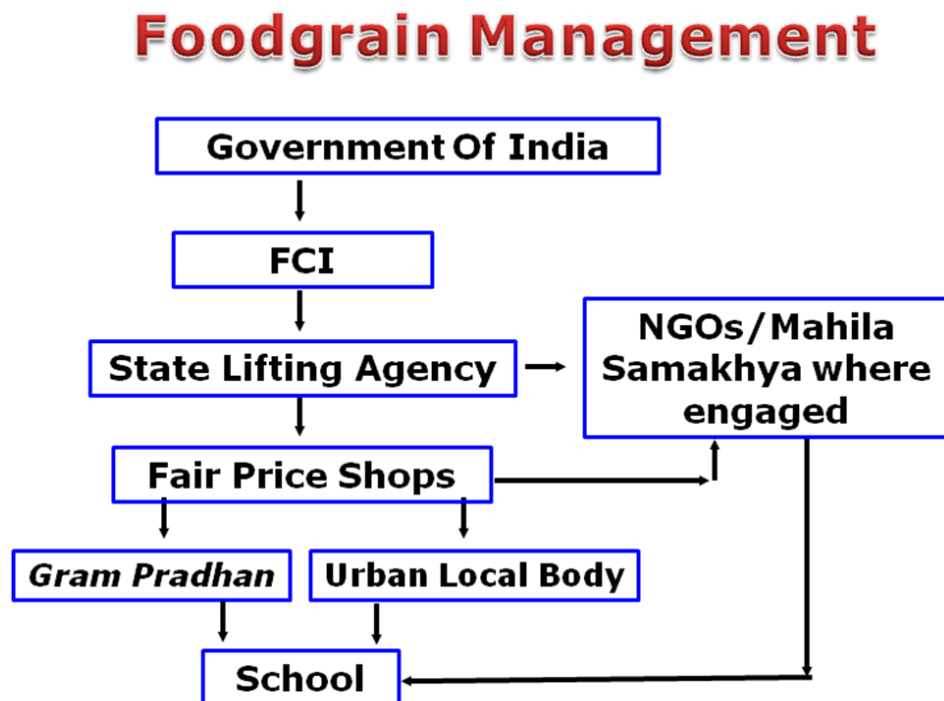 Foodgrain Management
Government Of India
FCI
State Lifting Agency
NGOs/Mahila
Samakhya where
engaged
Fair Price Shops
Gram Pradhan
Urban Local Body
School